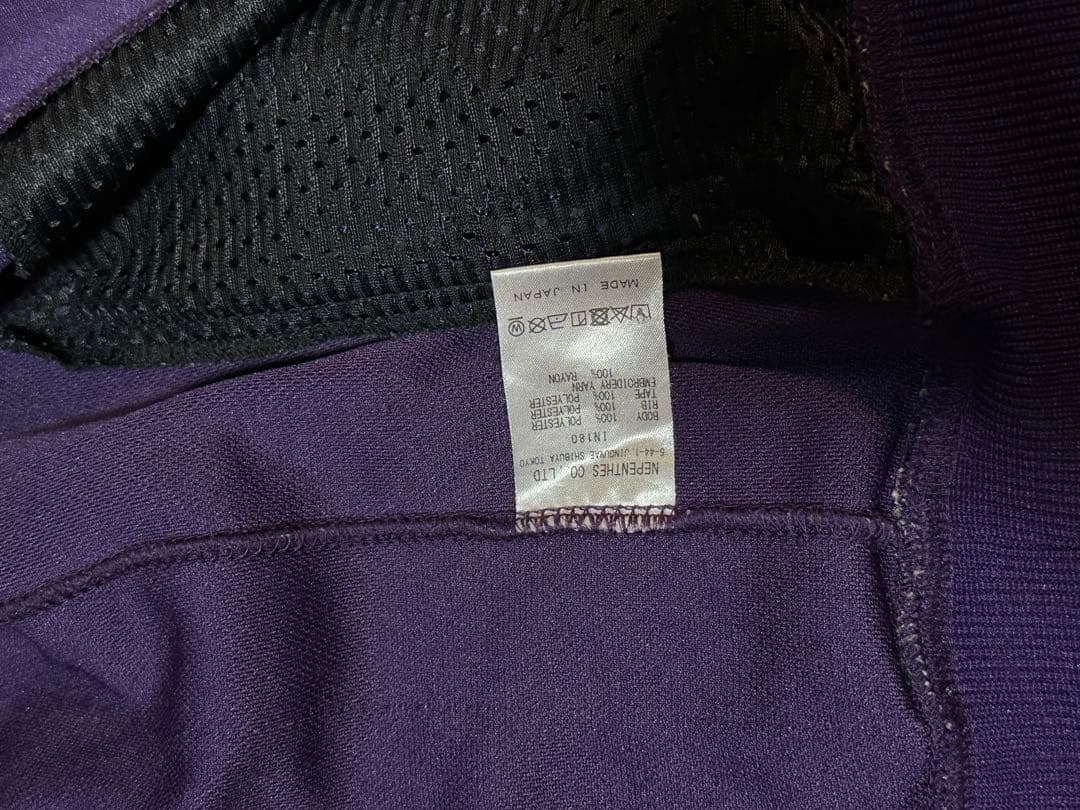 NEPENTHES CO.,LTD
5-44-1, JINGUMAE SHIBUYA TOKYO
IN180
BODY 100% POLYESTER
RIB 100% POLYESTER
TAPE 100% POLYESTER
EMBROIDERY YARN
100% RAYON
W
MADE IN JAPAN